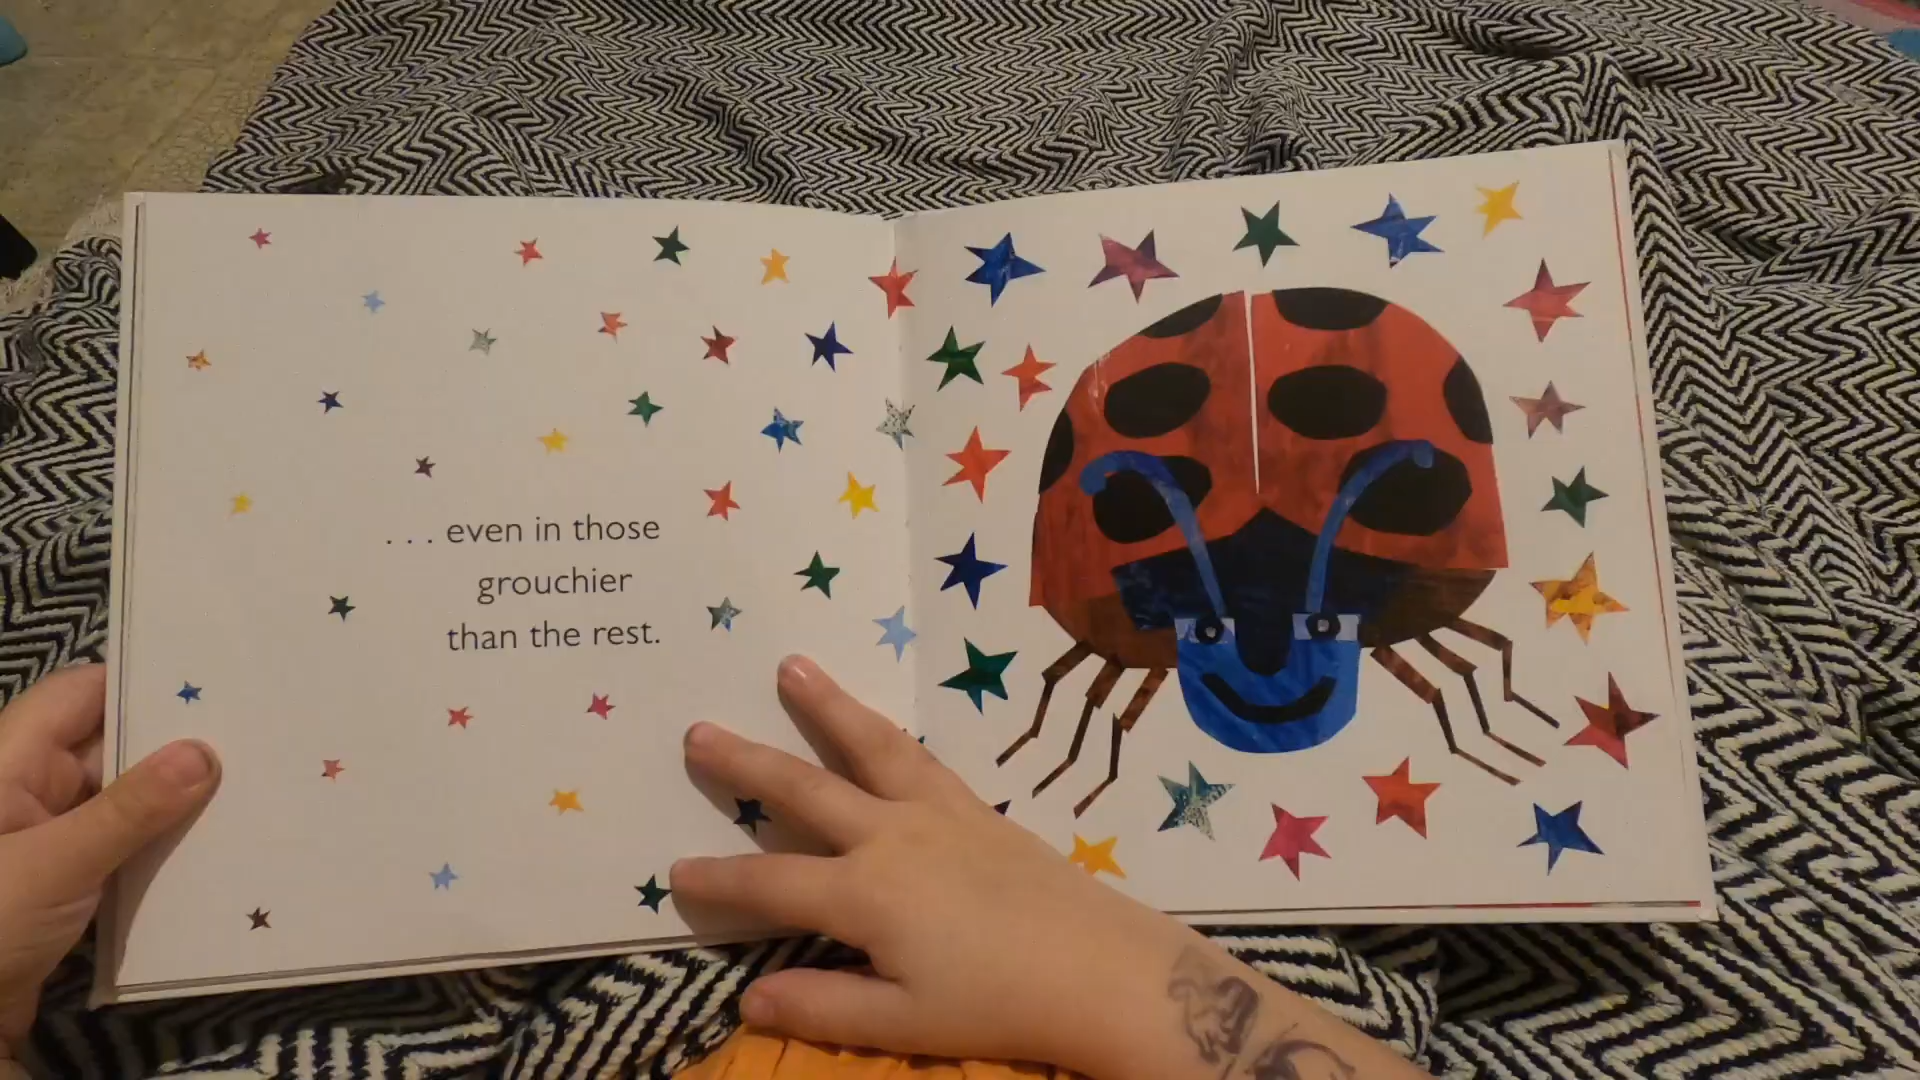 . . . even in those
grouchier
than the rest.